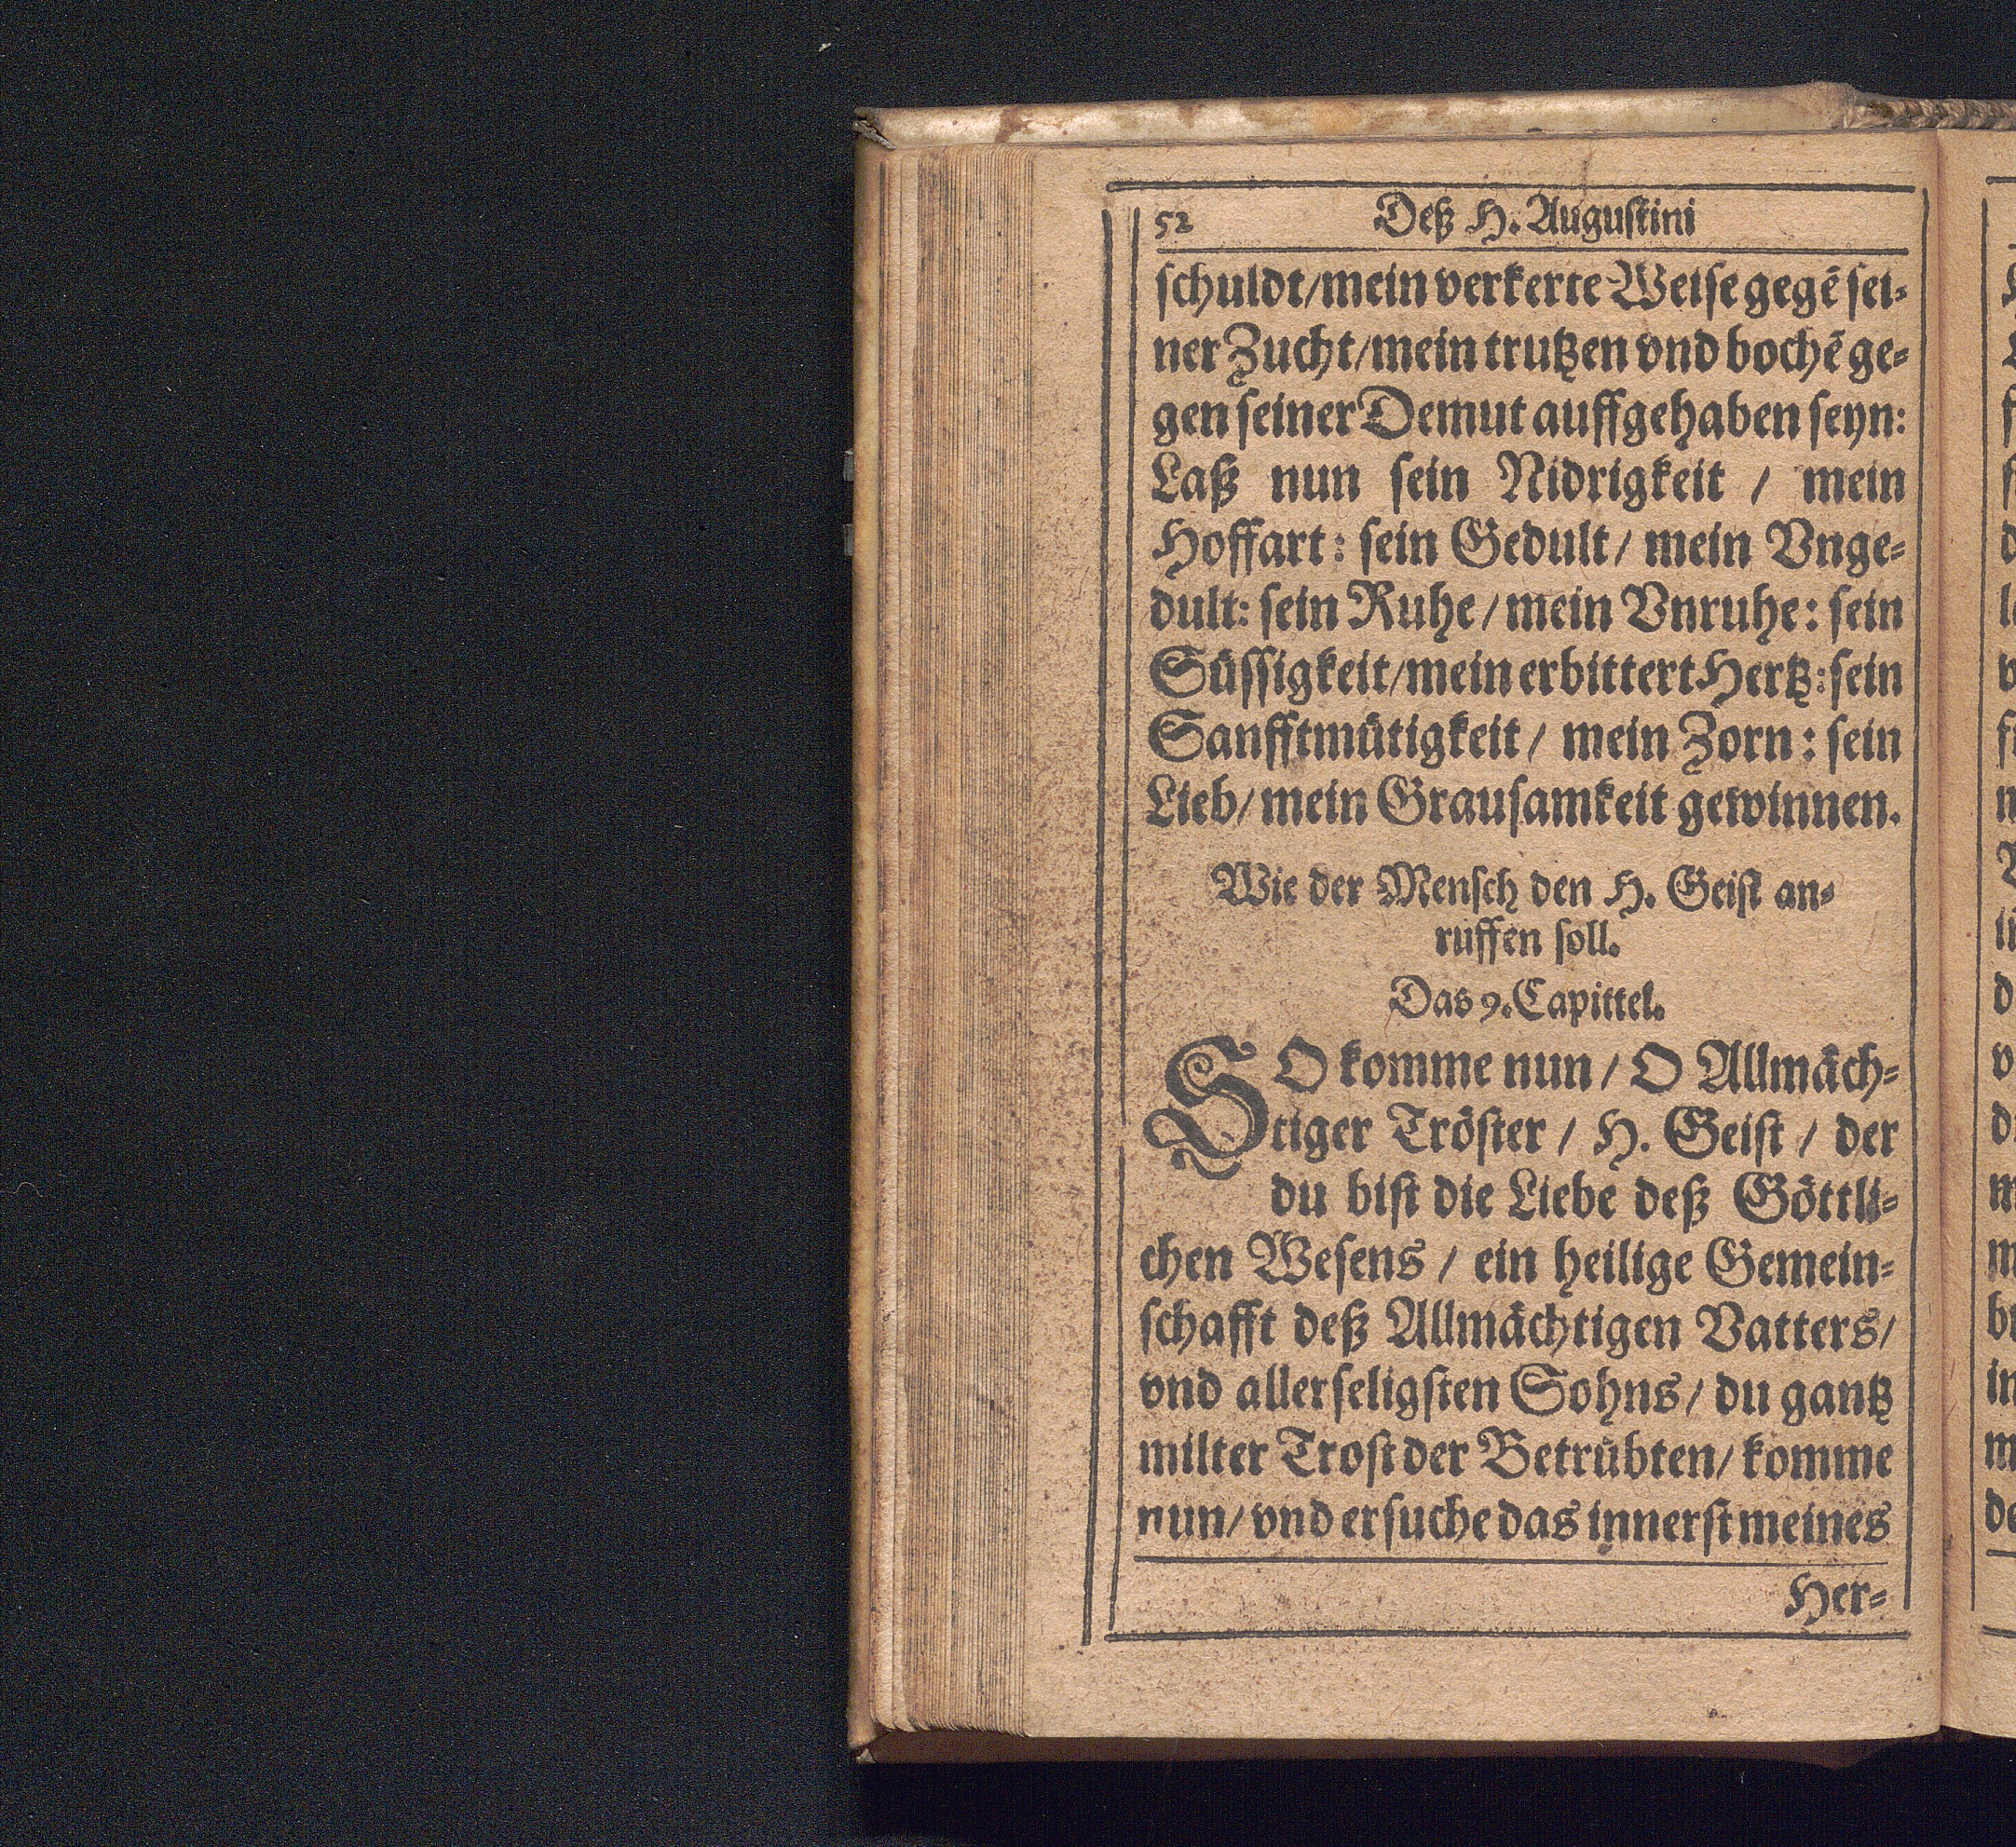 52 Deß H. Augustini
schuldt/mein verkerte Weise gegẽ sei-
ner Zucht/mein trutzen vnd bochẽ ge-
gen seiner Demut auffgehaben seyn:
Laß nun sein Nidrigkeit / mein
Hoffart: sein Gedult/ mein Vnge-
dult: sein Ruhe/mein Vnruhe: sein
Süssigkeit/mein erbittert Hertz: sein
Sanfftmütigkeit/ mein Zorn: sein
Lieb/mein Grausamkeit gewinnen.
Wie der Mensch den H. Geist an-
ruffen soll.
Das 9. Capittel.
SO komme nun / O Allmäch-
tiger Tröster / H. Geist / der
du bist die Liebe deß Göttli-
chen Wesens / ein heilige Gemein-
schafft deß Allmächtigen Vatters/
vnd allerseligsten Sohns/ du gantz
milter Trost der Betrübten/ komme
nun/vnd ersuche das innerst meines
Her-